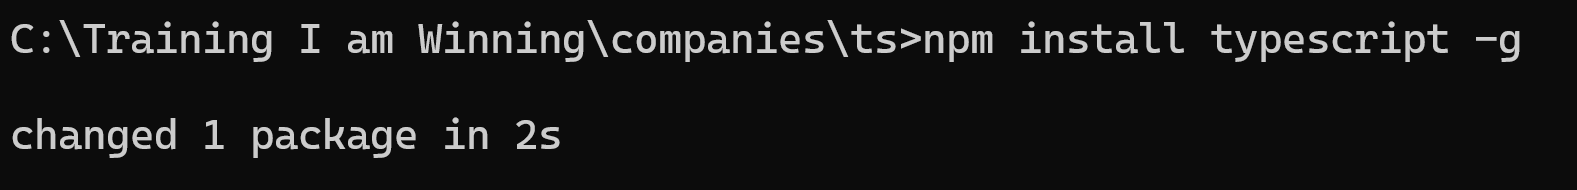 C:\Training I am Winning\companies\ts>npm install typescript -g
changed 1 package in 2s